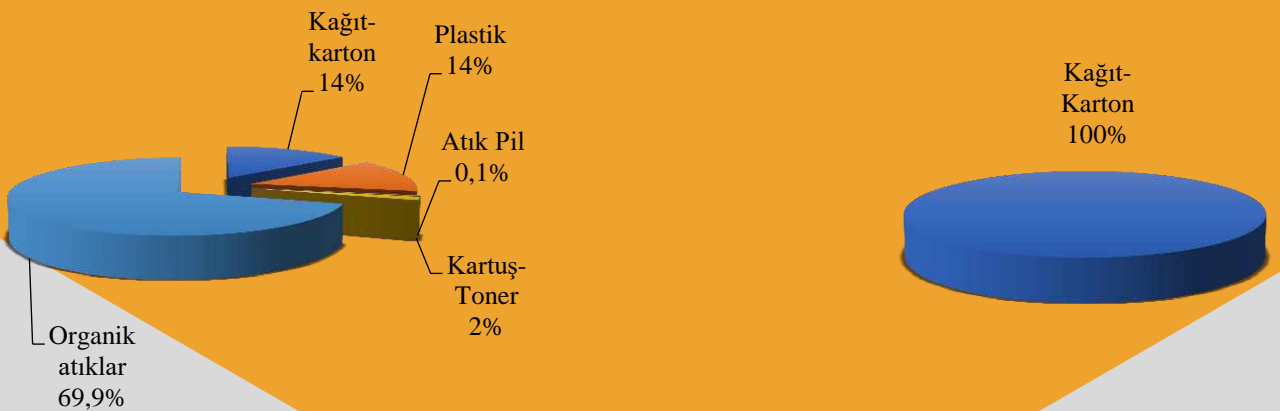 Kağıt-
karton
14%
Plastik
14%
Atık Pil
0,1%
Kartuş-
Toner
2%
Organik
atıklar
69,9%
Kağıt-
Karton
100%